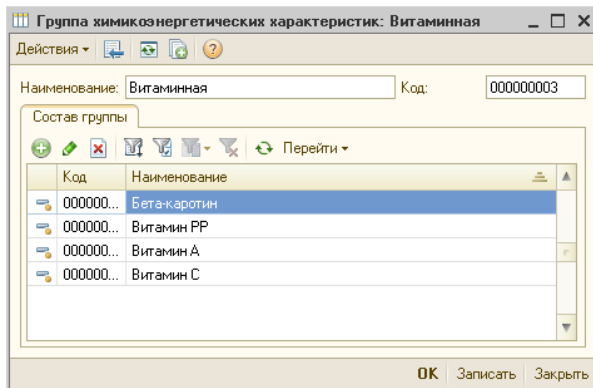 Группа химикоэнергетических характеристик: Витаминная
Действия
Наименование: Витаминная Код: 000000003
Состав группы
Перейти
Код Наименование
000000... Бета-каротин
000000... Витамин PP
000000... Витамин А
000000... Витамин С
OK Записать Закрыть